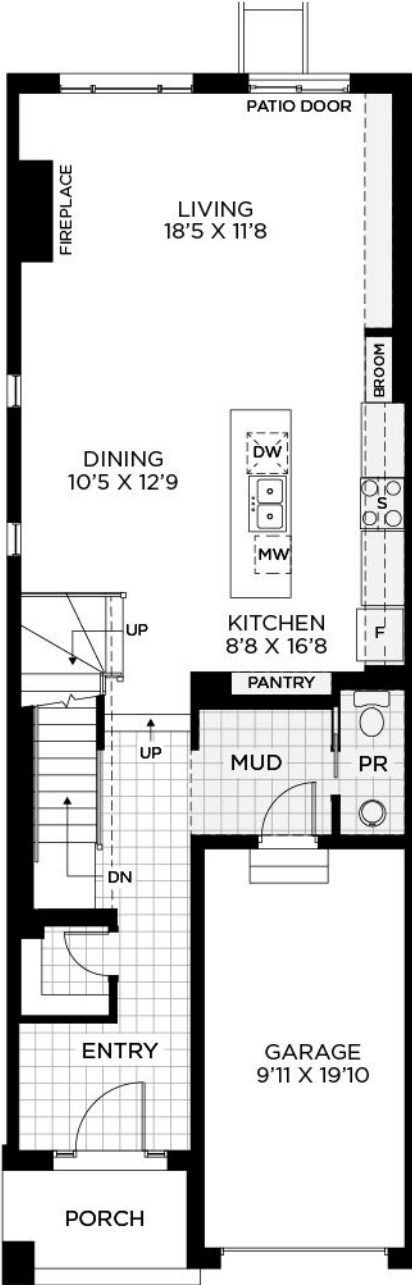 PATIO DOOR
FIREPLACE
LIVING
18'5 X 11'8
BROOM
DINING
10'5 X 12'9
DW
S
MW
UP
KITCHEN
8'8 X 16'8
F
PANTRY
UP
MUD
PR
DN
ENTRY
GARAGE
9'11 X 19'10
PORCH